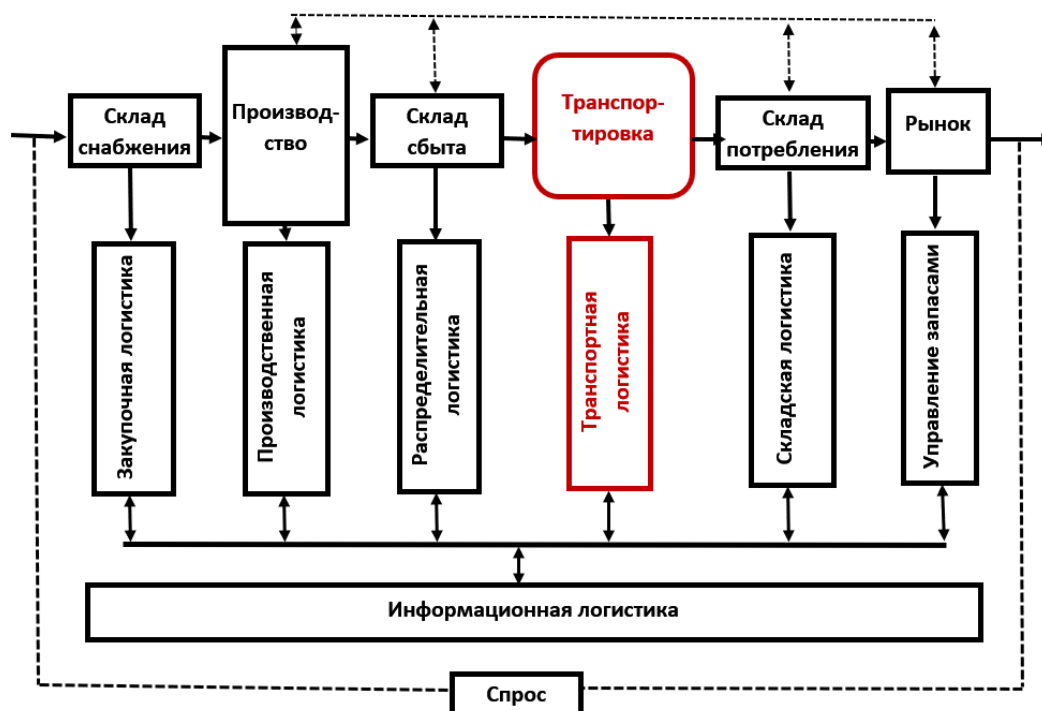 Склад
снабжения
Производ-
ство
Склад
сбыта
Транспор-
тировка
Склад
потребления
Рынок
Закупочная логистика
Производственная
логистика
Распределительная
логистика
Транспортная
логистика
Складская логистика
Управление запасами
Информационная логистика
Спрос